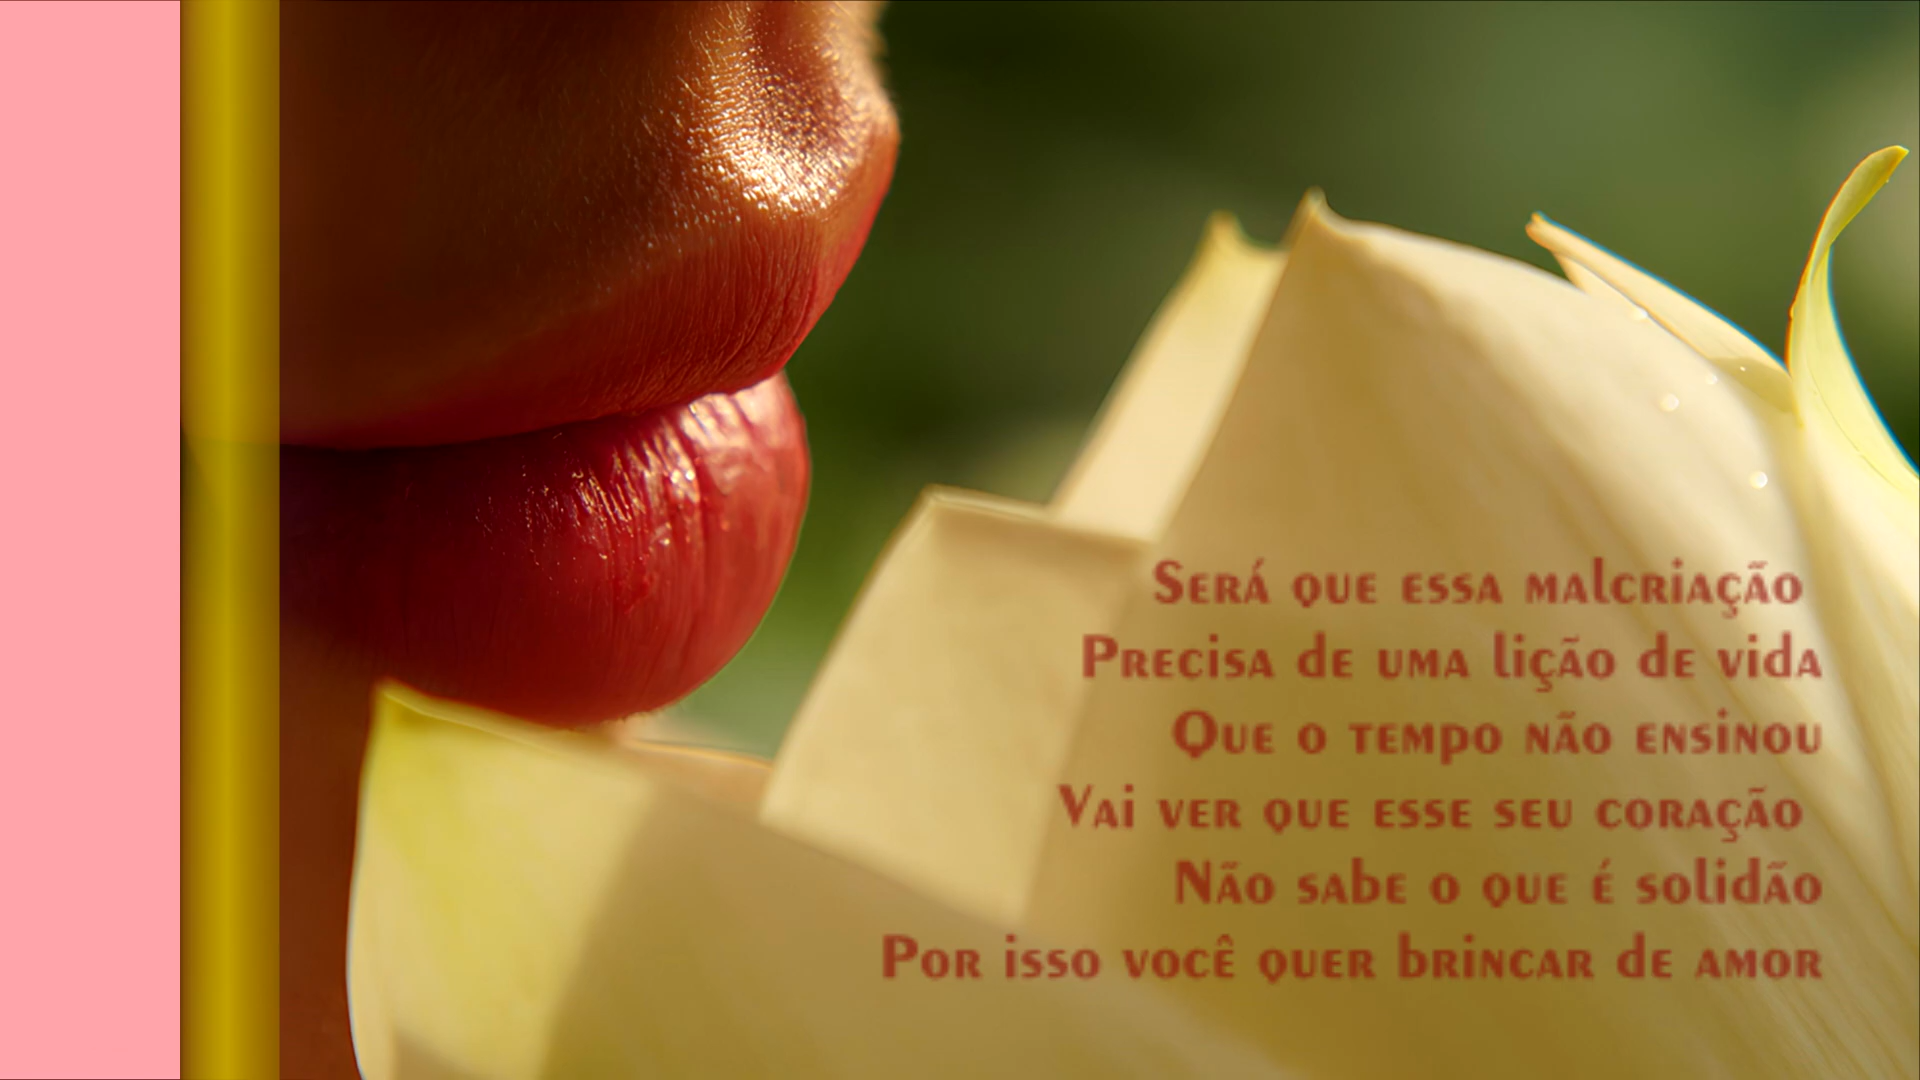 Será que essa malcriação
Precisa de uma lição de vida
Que o tempo não ensinou
Vai ver que esse seu coração
Não sabe o que é solidão
Por isso você quer brincar de amor